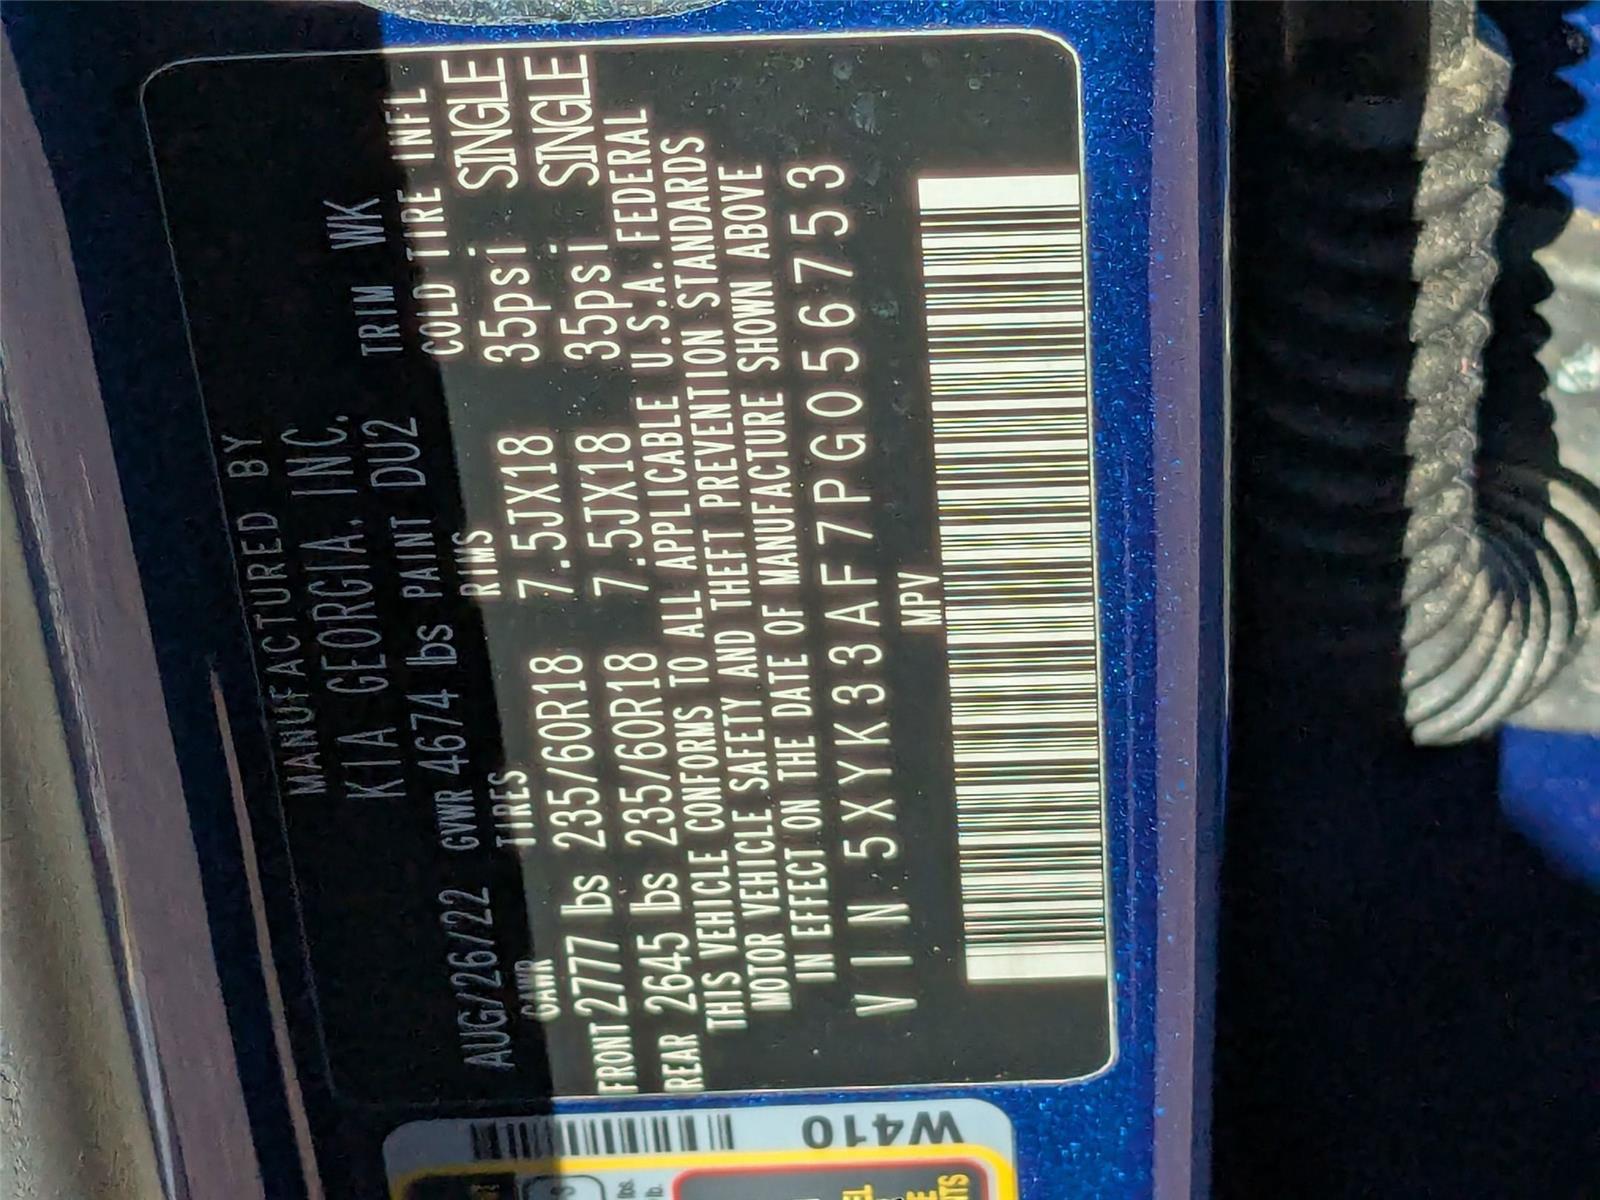 MANUFACTURED BY
KIA GEORGIA. INC.
AUG/26/22 GVWR 4674 lbs PAINT DU2 TRIM WK
GAWR TIRES RIMS COLD TIRE INFL
FRONT 2777 lbs 235/60R18 7.5JX18 35psi SINGLE
REAR 2645 lbs 235/60R18 7.5JX18 35psi SINGLE
THIS VEHICLE CONFORMS TO ALL APPLICABLE U.S.A. FEDERAL
MOTOR VEHICLE SAFETY AND THEFT PREVENTION STANDARDS
IN EFFECT ON THE DATE OF MANUFACTURE SHOWN ABOVE
VIN 5XYK33AF7PG056753
MPV
W410